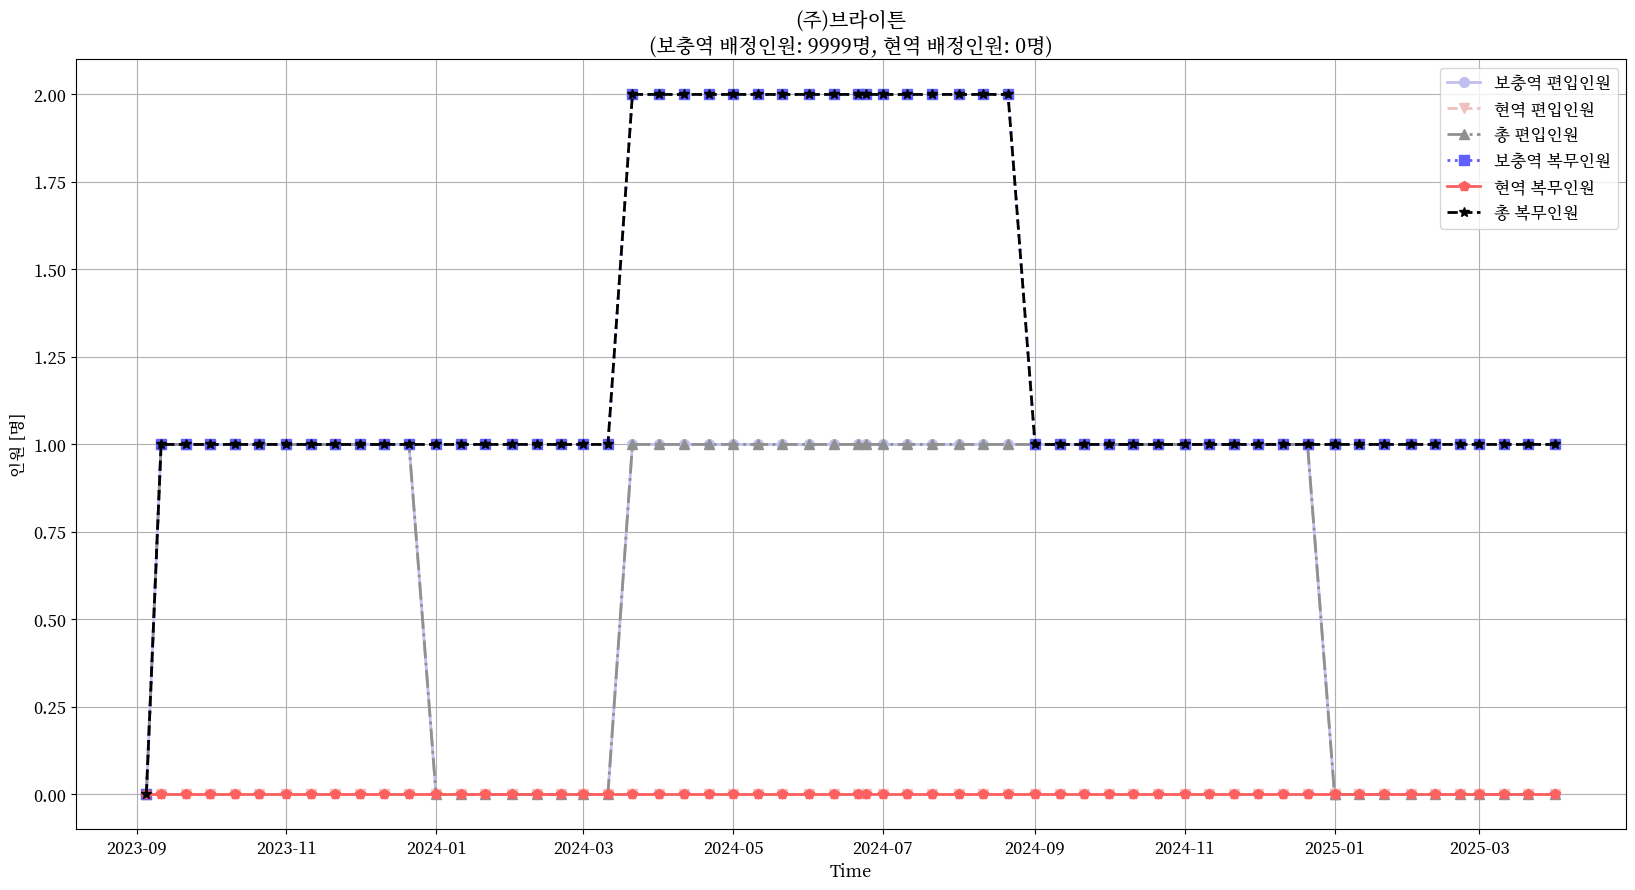 (주)브라이튼
(보충역 배정인원: 9999명, 현역 배정인원: 0명)
보충역 편입인원
현역 편입인원
총 편입인원
보충역 복무인원
현역 복무인원
총 복무인원
인원 [명]
2.00
1.75
1.50
1.25
1.00
0.75
0.50
0.25
0.00
2023-09 2023-11 2024-01 2024-03 2024-05 2024-07 2024-09 2024-11 2025-01 2025-03
Time